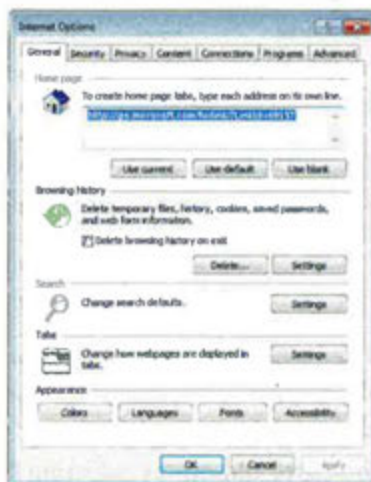 Internet Options
General Security Privacy Content Connections Programs Advanced
Home page
To create home page tabs, type each address on its own line.
Use current Use default Use blank
Browsing history
Delete temporary files, history, cookies, saved passwords,
and web form information.
Delete browsing history on exit
Delete... Settings
Search
Change search defaults. Settings
Tabs
Change how webpages are displayed in Settings
tabs.
Appearance
Colors Languages Fonts Accessibility
OK Cancel Apply